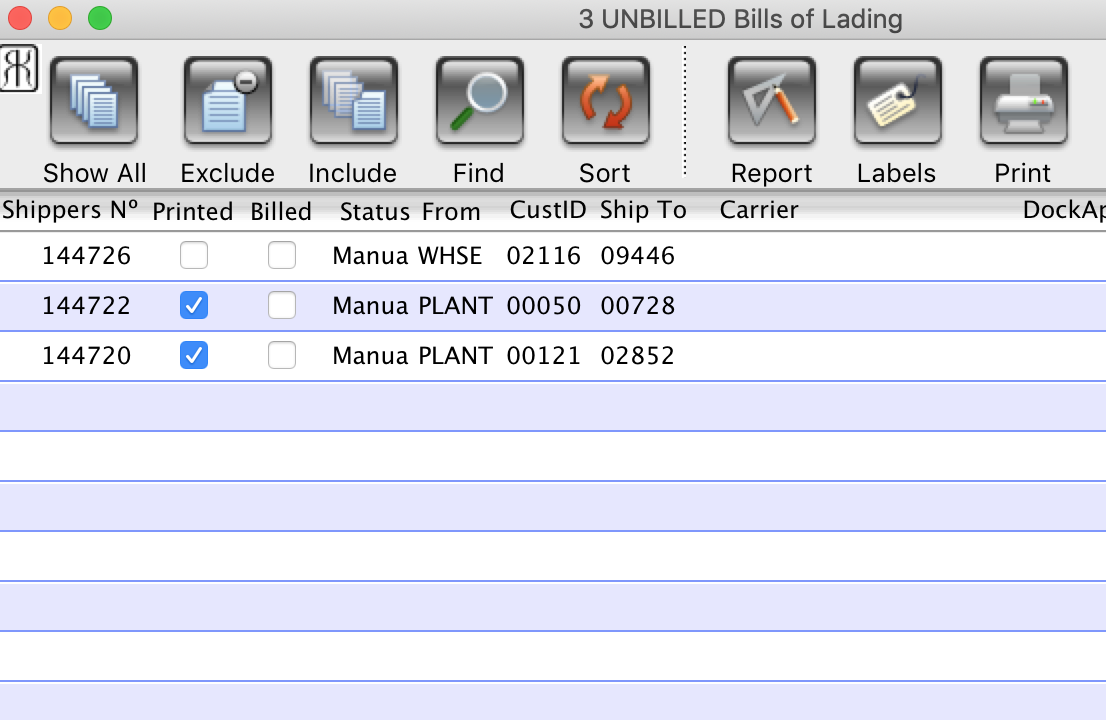 3 UNBILLED Bills of Lading
Show All Exclude Include Find Sort Report Labels Print
Shippers Nº Printed Billed Status From CustID Ship To Carrier DockAp
144726 Manua WHSE 02116 09446
144722 Manua PLANT 00050 00728
144720 Manua PLANT 00121 02852